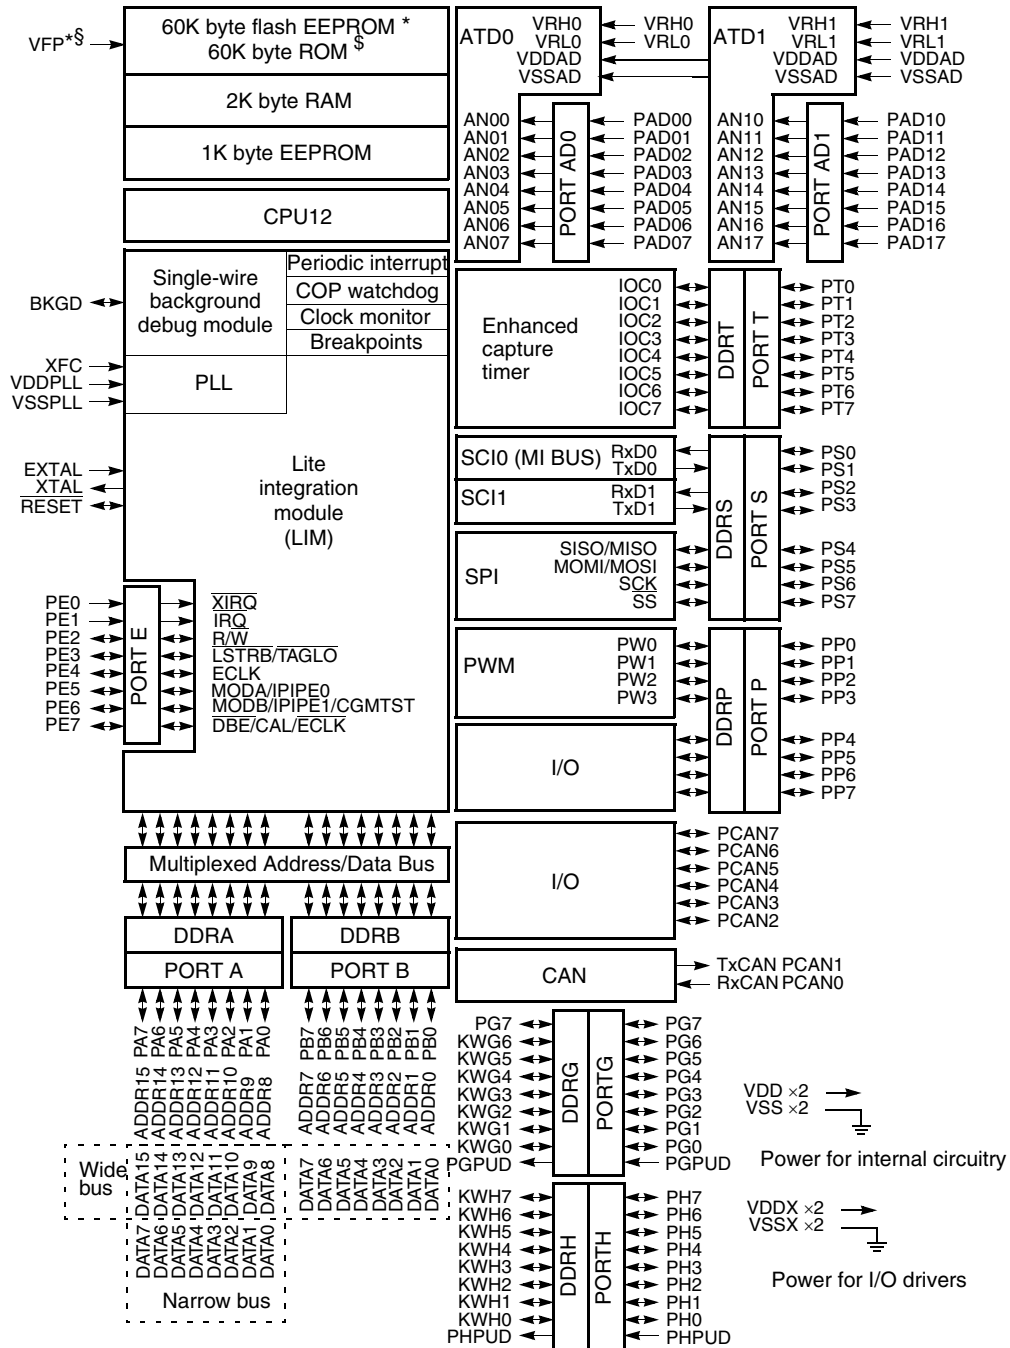 VFP*§
60K byte flash EEPROM *
60K byte ROM $
2K byte RAM
1K byte EEPROM
CPU12
Single-wire
background
debug module
Periodic interrupt
COP watchdog
Clock monitor
Breakpoints
BKGD
XFC
VDDPLL
VSSPLL
PLL
EXTAL
XTAL
RESET
Lite
integration
module
(LIM)
PE0
PE1
PE2
PE3
PE4
PE5
PE6
PE7
PORT E
XIRQ
IRQ
R/W
LSTRB/TAGLO
ECLK
MODA/IPIPE0
MODB/IPIPE1/CGMTST
DBE/CAL/ECLK
Multiplexed Address/Data Bus
DDRA
DDRB
PORT A
PORT B
PA7
PA6
PA5
PA4
PA3
PA2
PA1
PA0
PB7
PB6
PB5
PB4
PB3
PB2
PB1
PB0
ADDR15
ADDR14
ADDR13
ADDR12
ADDR11
ADDR10
ADDR9
ADDR8
ADDR7
ADDR6
ADDR5
ADDR4
ADDR3
ADDR2
ADDR1
ADDR0
Wide
bus
DATA15
DATA14
DATA13
DATA12
DATA11
DATA10
DATA9
DATA8
DATA7
DATA6
DATA5
DATA4
DATA3
DATA2
DATA1
DATA0
DATA7
DATA6
DATA5
DATA4
DATA3
DATA2
DATA1
DATA0
Narrow bus
ATD0
VRH0
VRL0
VDDAD
VSSAD
VRH0
VRL0
AN00
AN01
AN02
AN03
AN04
AN05
AN06
AN07
PORT AD0
PAD00
PAD01
PAD02
PAD03
PAD04
PAD05
PAD06
PAD07
ATD1
VRH1
VRL1
VDDAD
VSSAD
VRH1
VRL1
VDDAD
VSSAD
AN10
AN11
AN12
AN13
AN14
AN15
AN16
AN17
PORT AD1
PAD10
PAD11
PAD12
PAD13
PAD14
PAD15
PAD16
PAD17
Enhanced
capture
timer
IOC0
IOC1
IOC2
IOC3
IOC4
IOC5
IOC6
IOC7
DDRT
PORT T
PT0
PT1
PT2
PT3
PT4
PT5
PT6
PT7
SCI0 (MI BUS)
RxD0
TxD0
SCI1
RxD1
TxD1
SPI
SISO/MISO
MOMI/MOSI
SCK
SS
DDRS
PORT S
PS0
PS1
PS2
PS3
PS4
PS5
PS6
PS7
PWM
PW0
PW1
PW2
PW3
I/O
DDRP
PORT P
PP0
PP1
PP2
PP3
PP4
PP5
PP6
PP7
I/O
PCAN7
PCAN6
PCAN5
PCAN4
PCAN3
PCAN2
CAN
TxCAN PCAN1
RxCAN PCAN0
PG7
KWG6
KWG5
KWG4
KWG3
KWG2
KWG1
KWG0
PGPUD
DDRG
PORTG
PG7
PG6
PG5
PG4
PG3
PG2
PG1
PG0
PGPUD
KWH7
KWH6
KWH5
KWH4
KWH3
KWH2
KWH1
KWH0
PHPUD
DDRH
PORTH
PH7
PH6
PH5
PH4
PH3
PH2
PH1
PH0
PHPUD
VDD ×2
VSS ×2
Power for internal circuitry
VDDX ×2
VSSX ×2
Power for I/O drivers